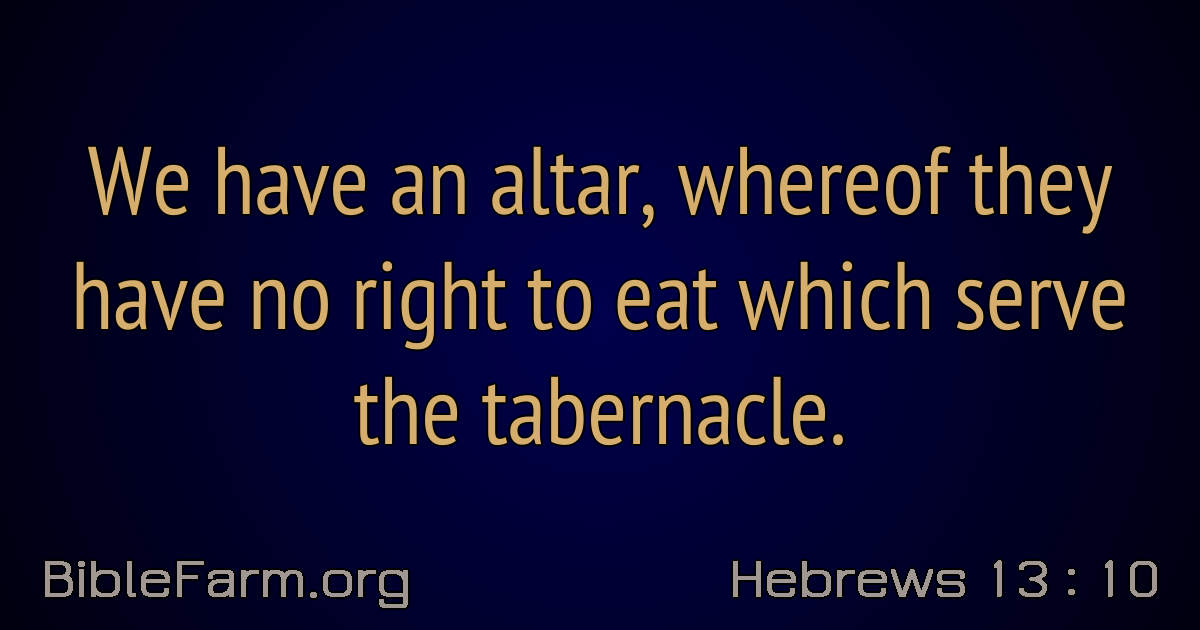 We have an altar, whereof they
have no right to eat which serve
the tabernacle.
BibleFarm.org
Hebrews 13 : 10